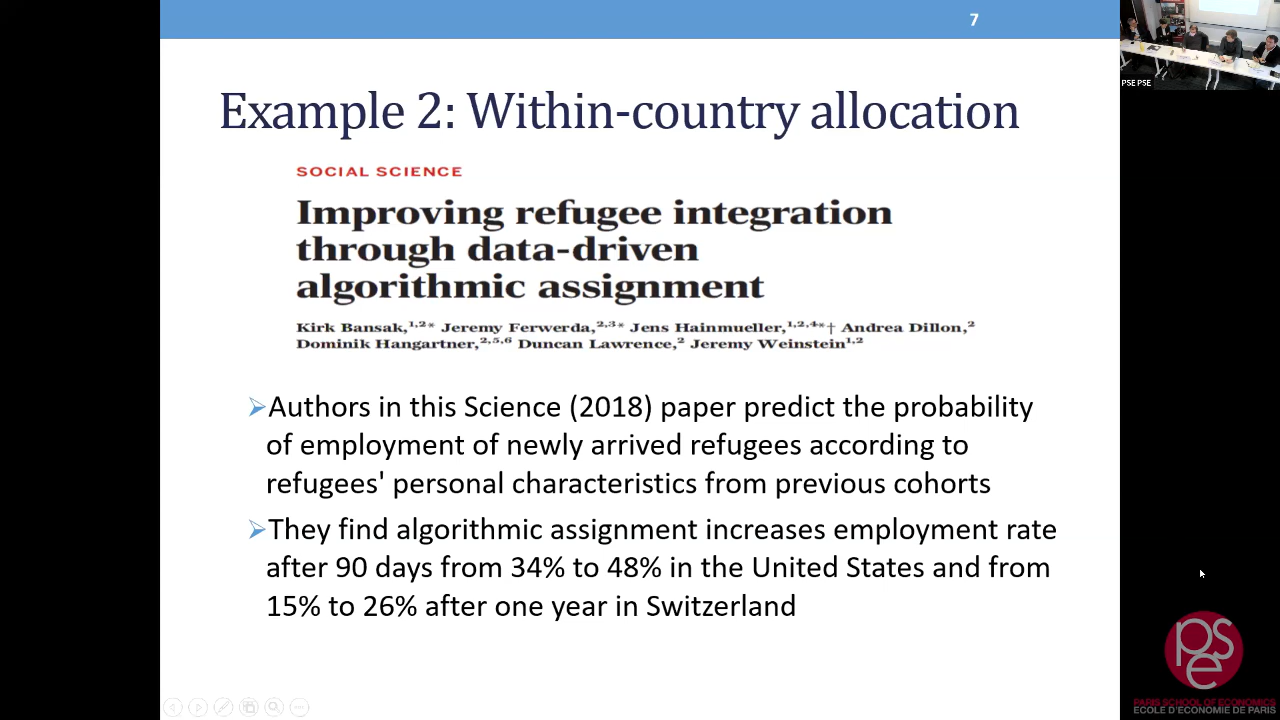 7
PSE PSE
Example 2: Within-country allocation
SOCIAL SCIENCE
Improving refugee integration
through data-driven
algorithmic assignment
Kirk Bansak,1,2* Jeremy Ferwerda,2,3* Jens Hainmueller,1,2,4*† Andrea Dillon,2
Dominik Hangartner,2,5,6 Duncan Lawrence,2 Jeremy Weinstein1,2
➢Authors in this Science (2018) paper predict the probability
of employment of newly arrived refugees according to
refugees' personal characteristics from previous cohorts
➢They find algorithmic assignment increases employment rate
after 90 days from 34% to 48% in the United States and from
15% to 26% after one year in Switzerland
pse
PARIS SCHOOL OF ECONOMICS
ECOLE D'ECONOMIE DE PARIS